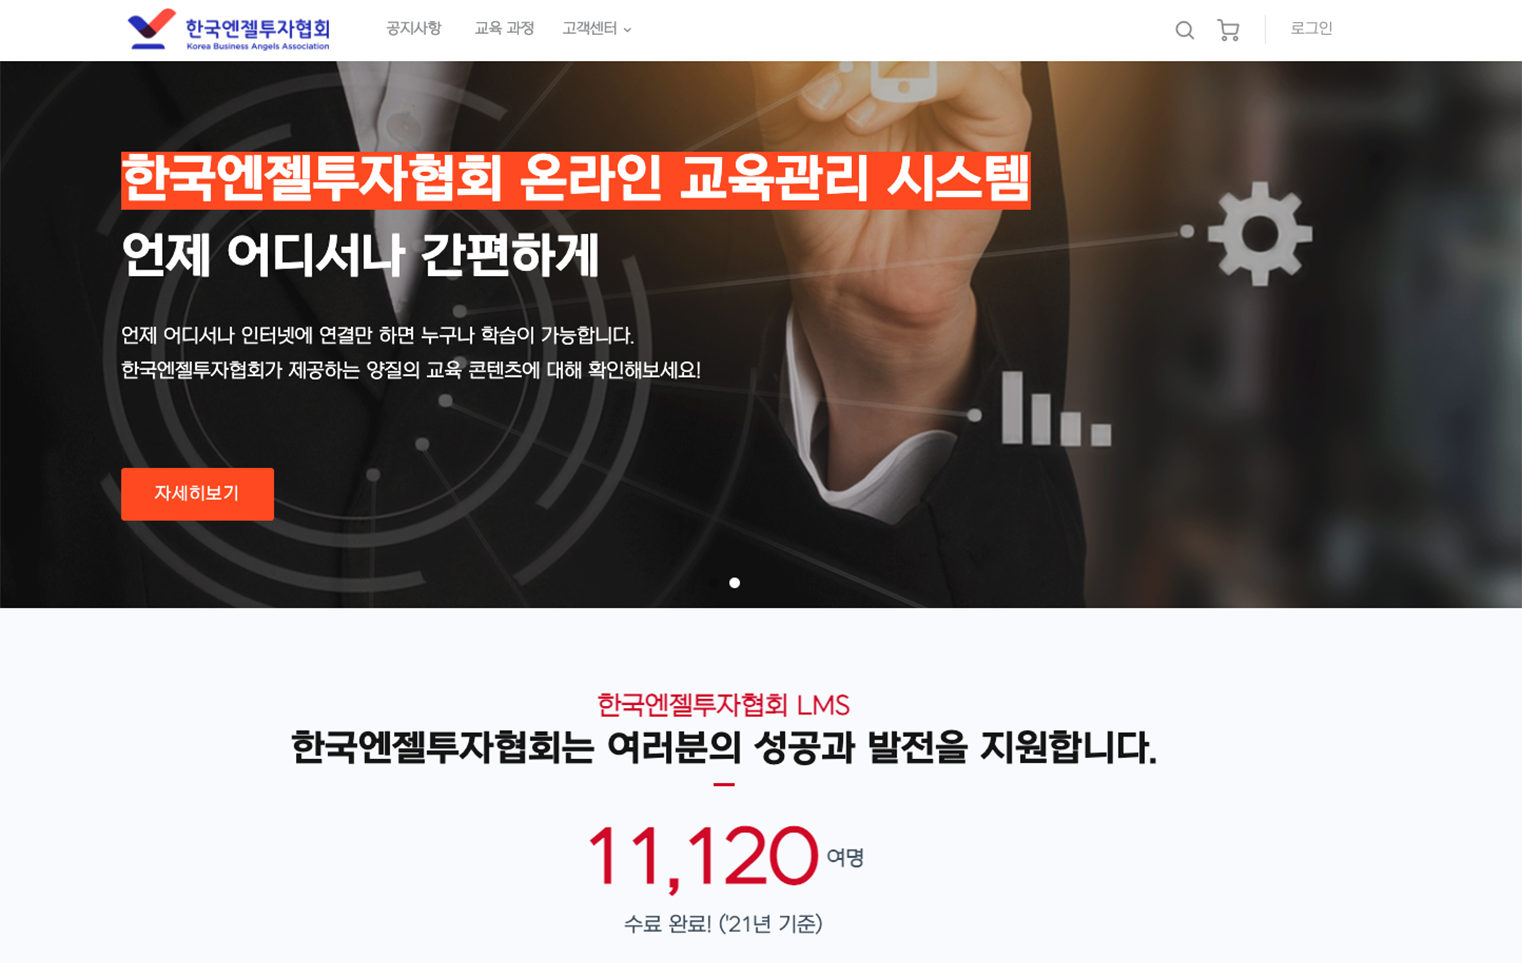 한국엔젤투자협회
Korea Business Angels Association
공지사항 교육 과정 고객센터 로그인
한국엔젤투자협회 온라인 교육관리 시스템
언제 어디서나 간편하게
언제 어디서나 인터넷에 연결만 하면 누구나 학습이 가능합니다.
한국엔젤투자협회가 제공하는 양질의 교육 콘텐츠에 대해 확인해보세요!
자세히보기
한국엔젤투자협회 LMS
한국엔젤투자협회는 여러분의 성공과 발전을 지원합니다.
11,120 여명
수료 완료! ('21년 기준)